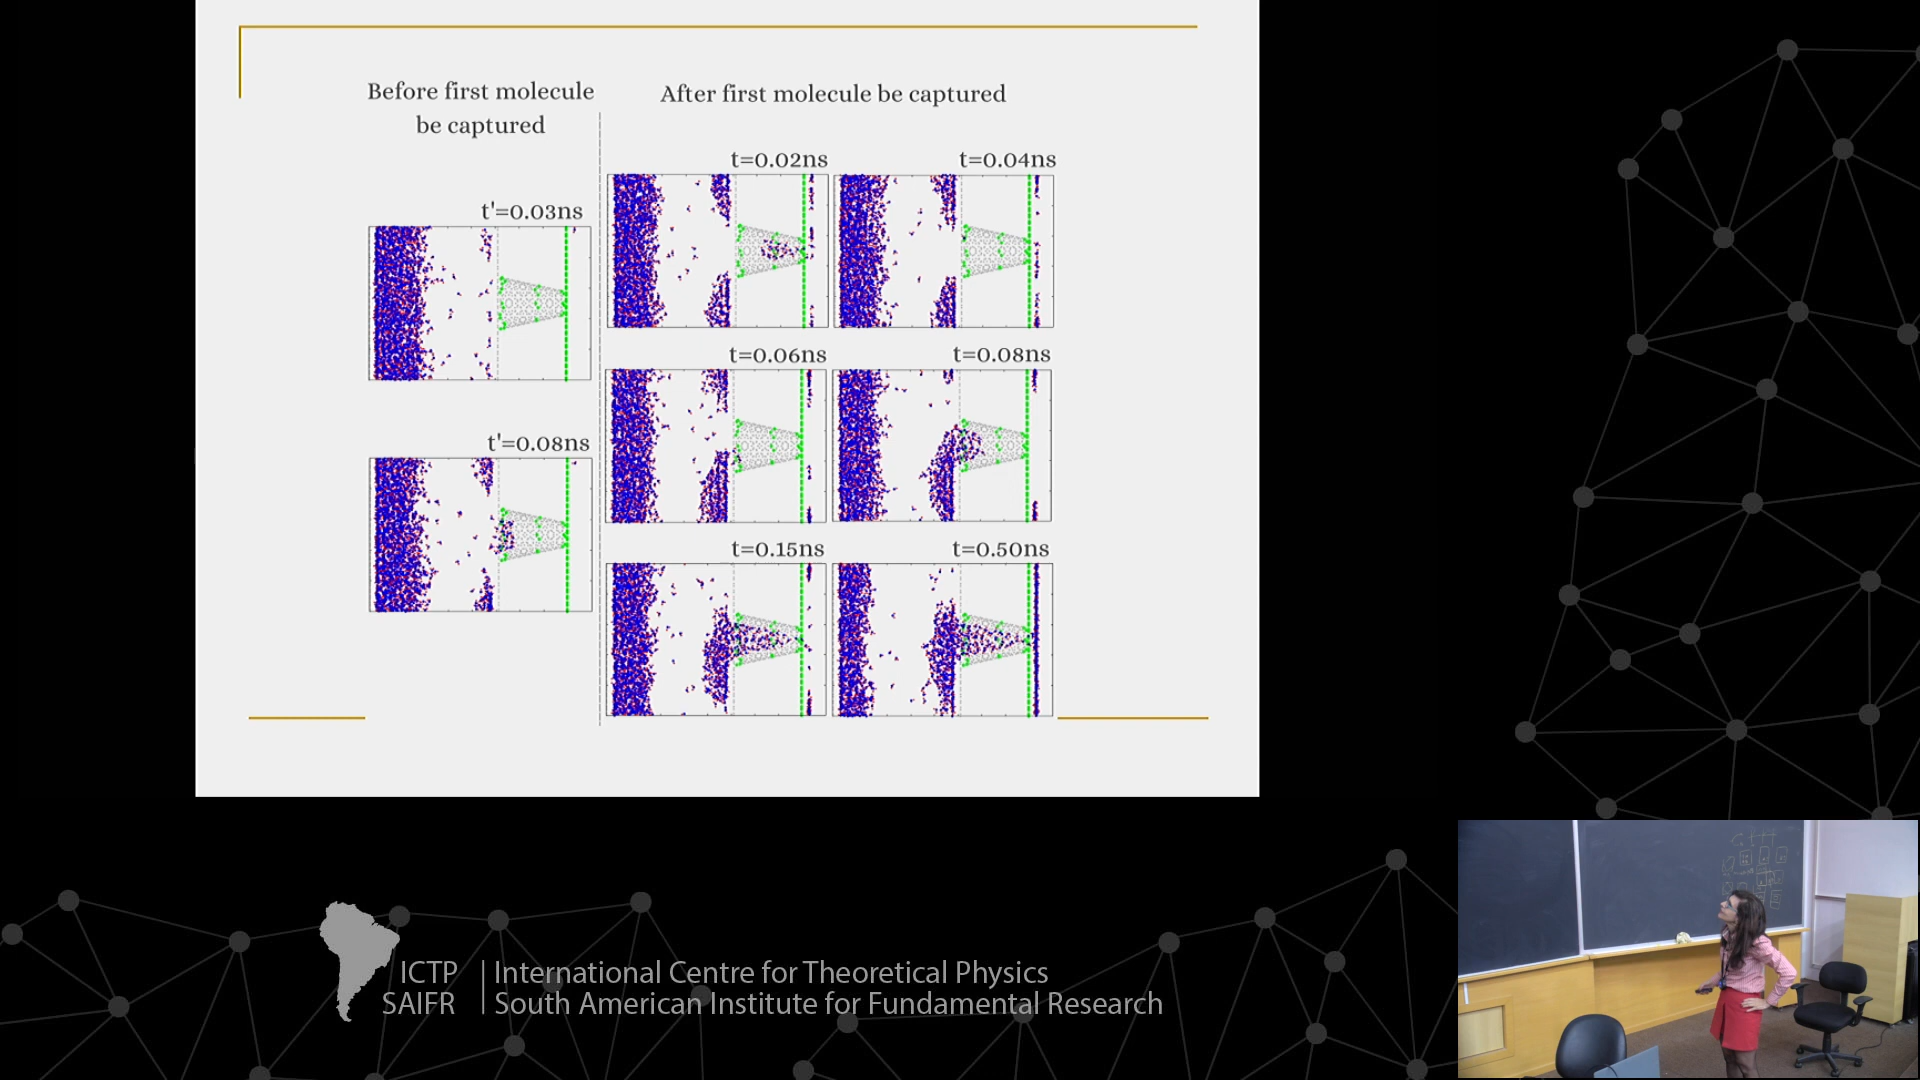 Before first molecule
be captured
After first molecule be captured
t'=0.03ns
t'=0.08ns
t=0.02ns
t=0.04ns
t=0.06ns
t=0.08ns
t=0.15ns
t=0.50ns
ICTP
SAIFR
International Centre for Theoretical Physics
South American Institute for Fundamental Research